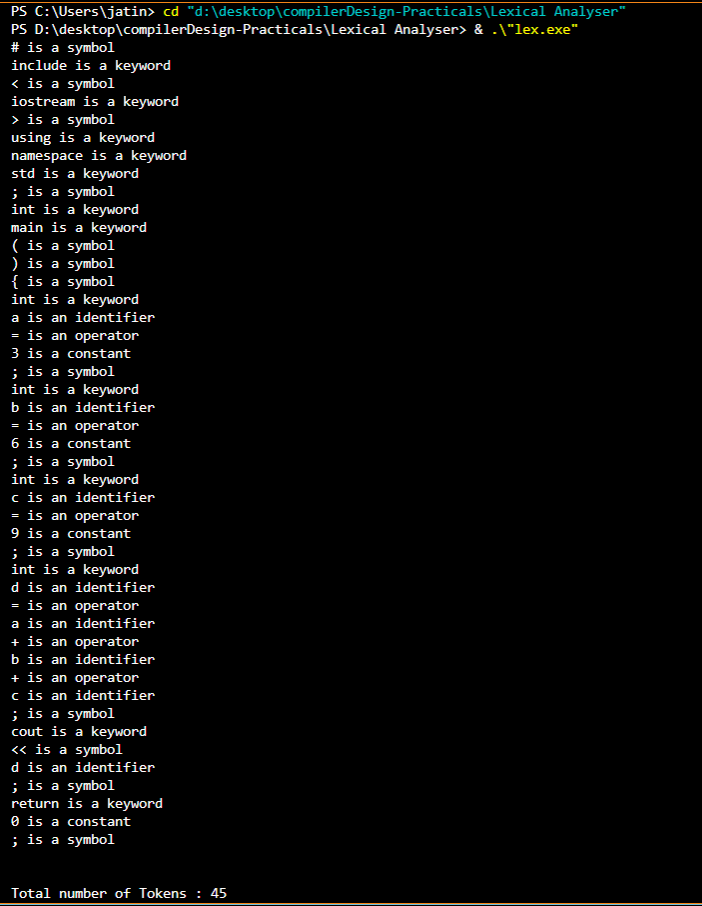 PS C:\Users\jatin> cd "d:\desktop\compilerDesign-Practicals\Lexical Analyser"
PS D:\desktop\compilerDesign-Practicals\Lexical Analyser> & .\"lex.exe"
# is a symbol
include is a keyword
< is a symbol
iostream is a keyword
> is a symbol
using is a keyword
namespace is a keyword
std is a keyword
; is a symbol
int is a keyword
main is a keyword
( is a symbol
) is a symbol
{ is a symbol
int is a keyword
a is an identifier
= is an operator
3 is a constant
; is a symbol
int is a keyword
b is an identifier
= is an operator
6 is a constant
; is a symbol
int is a keyword
c is an identifier
= is an operator
9 is a constant
; is a symbol
int is a keyword
d is an identifier
= is an operator
a is an identifier
+ is an operator
b is an identifier
+ is an operator
c is an identifier
; is a symbol
cout is a keyword
<< is a symbol
d is an identifier
; is a symbol
return is a keyword
0 is a constant
; is a symbol
Total number of Tokens : 45